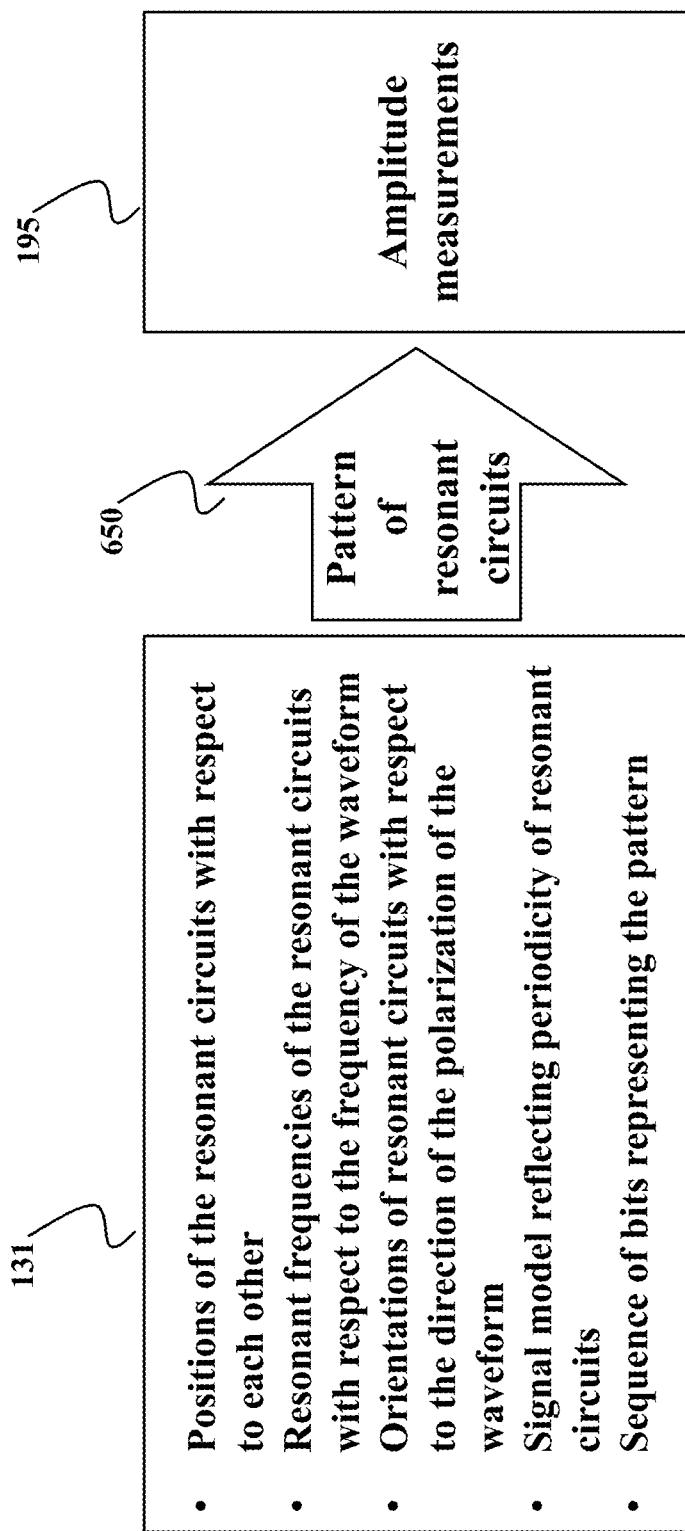 131
• Positions of the resonant circuits with respect
to each other
• Resonant frequencies of the resonant circuits
with respect to the frequency of the waveform
• Orientations of resonant circuits with respect
to the direction of the polarization of the
waveform
• Signal model reflecting periodicity of resonant
circuits
• Sequence of bits representing the pattern
650
Pattern
of
resonant
circuits
195
Amplitude
measurements